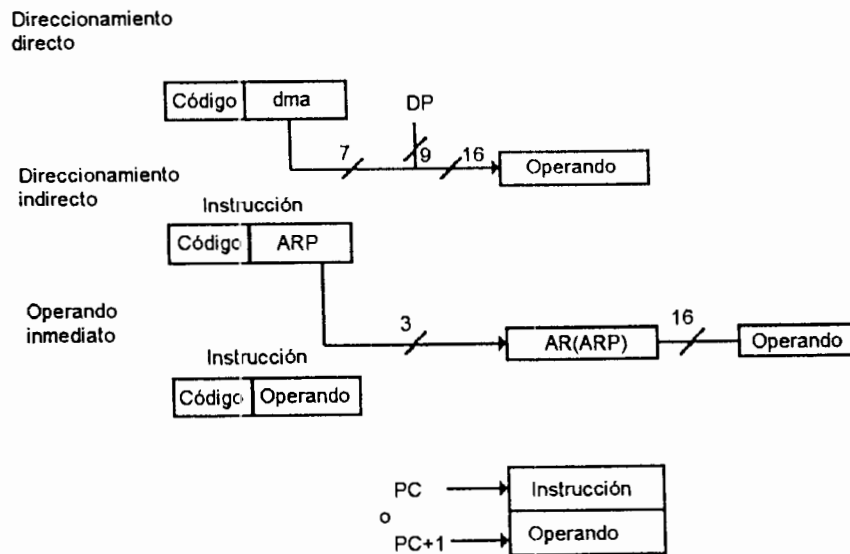 Direccionamiento
directo
Código dma
DP
7 9 16 Operando
Direccionamiento
indirecto
Instrucción
Código ARP
Operando
inmediato
3 AR(ARP) 16 Operando
Instrucción
Código Operando
PC Instrucción
o
PC+1 Operando